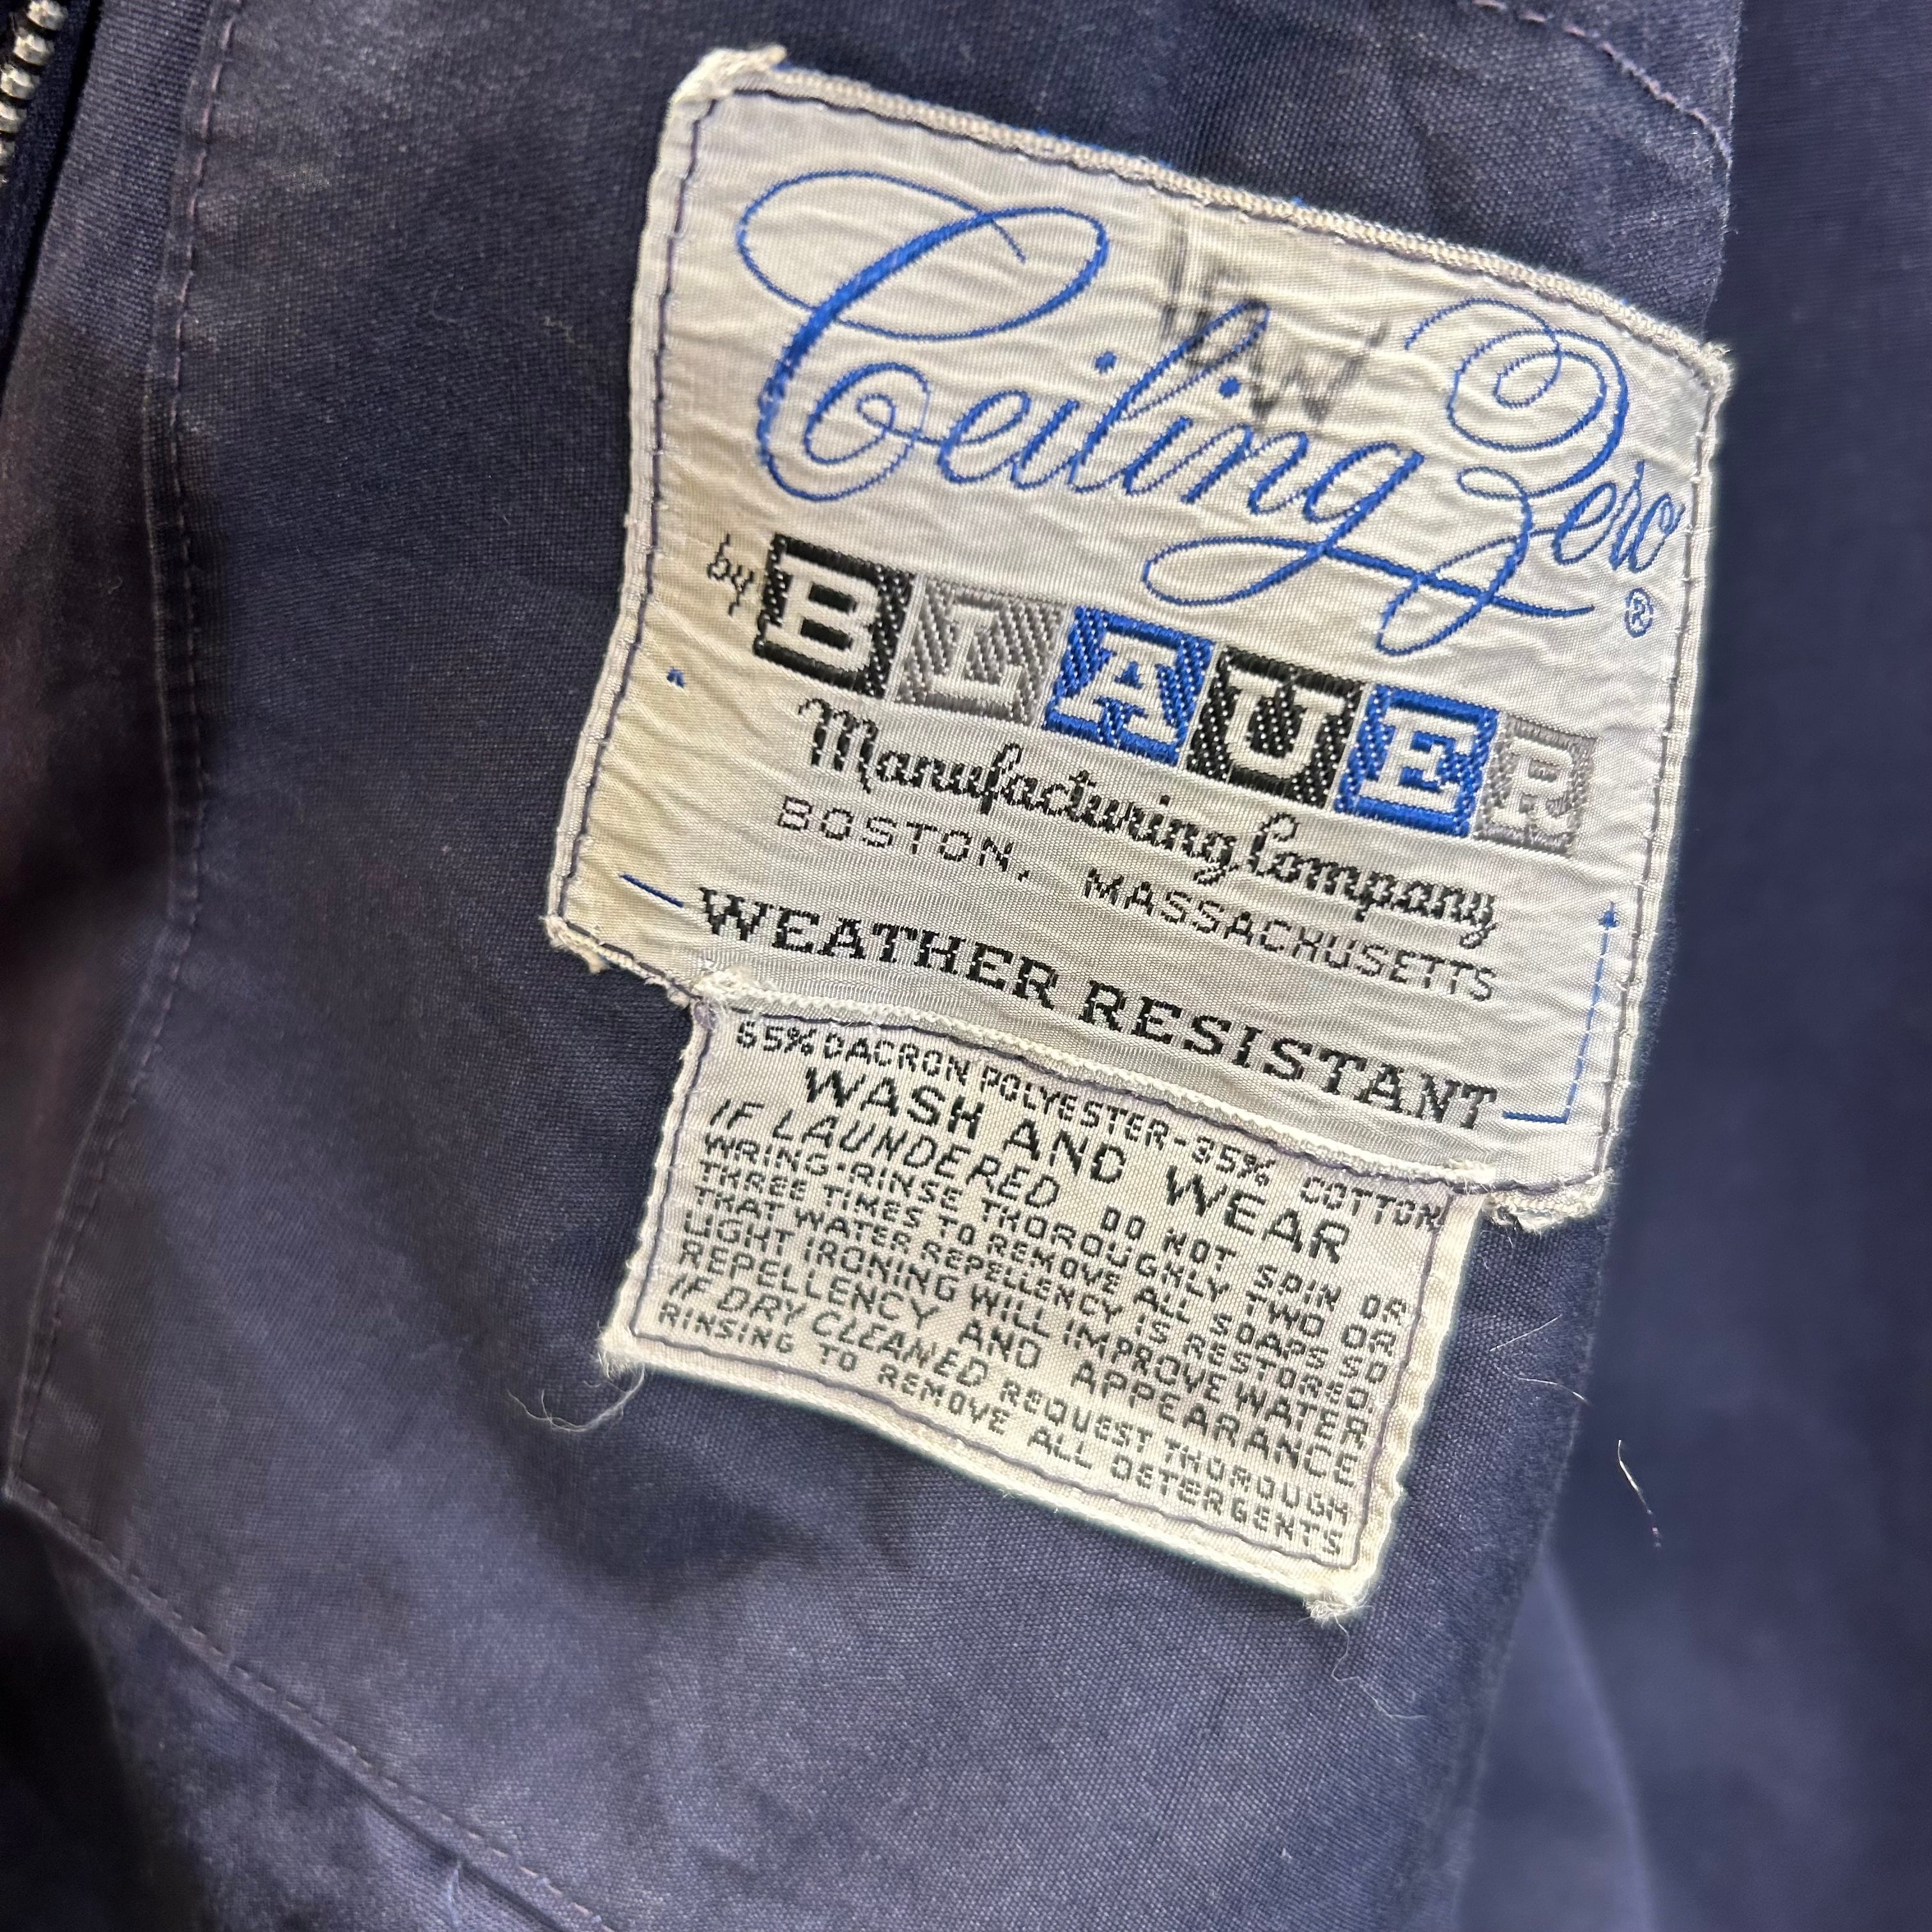 Ceiling Zero ®
by BLAUER
Manufacturing Company
BOSTON, MASSACHUSETTS
WEATHER RESISTANT
65% DACRON POLYESTER-35% COTTON
WASH AND WEAR
IF LAUNDERED DO NOT SPIN OR
WRING·RINSE THOROUGHLY TWO OR
THREE TIMES TO REMOVE ALL SOAPS SO
THAT WATER REPELLENCY IS RESTORED
LIGHT IRONING WILL IMPROVE WATER
REPELLENCY AND APPEARANCE
IF DRY CLEANED REQUEST THOROUGH
RINSING TO REMOVE ALL DETERGENTS